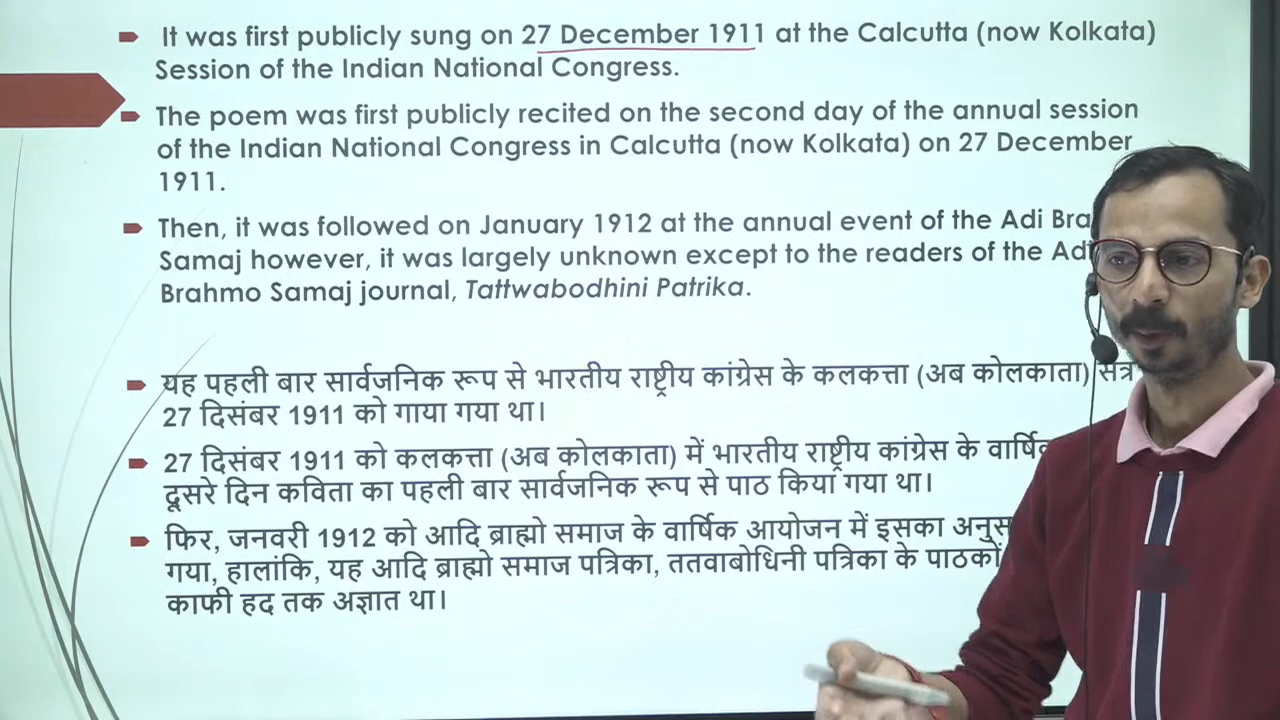 It was first publicly sung on 27 December 1911 at the Calcutta (now Kolkata)
Session of the Indian National Congress.
The poem was first publicly recited on the second day of the annual session
of the Indian National Congress in Calcutta (now Kolkata) on 27 December
1911.
Then, it was followed on January 1912 at the annual event of the Adi
Samaj however, it was largely unknown except to the readers of the
Brahmo Samaj journal, Tattwabodhini Patrika.
यह पहली बार सार्वजनिक रूप से भारतीय राष्ट्रीय कांग्रेस के कलकत्ता (अब कोलकाता) सत्र
27 दिसंबर 1911 को गाया गया था।
27 दिसंबर 1911 को कलकत्ता (अब कोलकाता) में भारतीय राष्ट्रीय कांग्रेस के
दूसरे दिन कविता का पहली बार सार्वजनिक रूप से पाठ किया गया था।
फिर, जनवरी 1912 को आदि ब्राह्मो समाज के वार्षिक आयोजन में इसका
गया, हालांकि, यह आदि ब्राह्मो समाज पत्रिका, ततवाबोधिनी पत्रिका के पाठकों
काफी हद तक अज्ञात था।